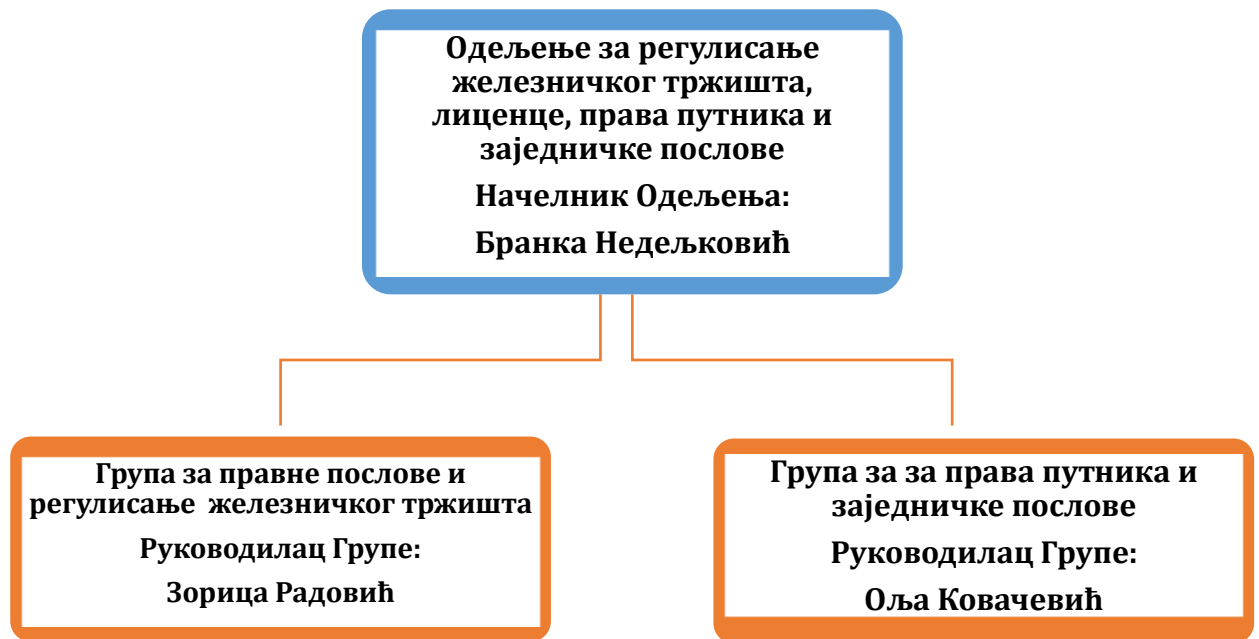 Одељење за регулисање
железничког тржишта,
лиценце, права путника и
заједничке послове
Начелник Одељења:
Бранка Недељковић
Група за правне послове и
регулисање железничког тржишта
Руководилац Групе:
Зорица Радовић
Група за за права путника и
заједничке послове
Руководилац Групе:
Оља Ковачевић